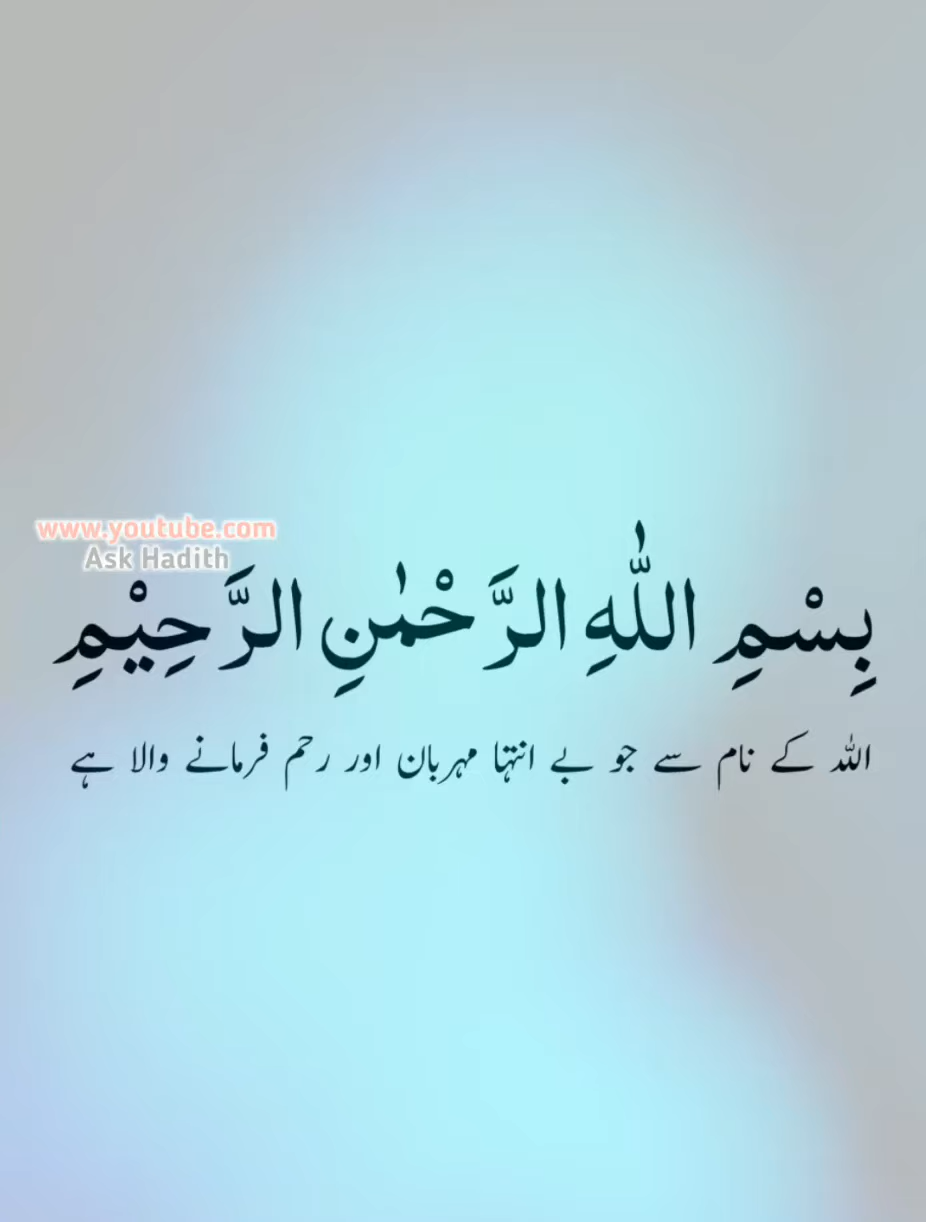 www.youtube.com
Ask Hadith
بِسْمِ اللّٰهِ الرَّحْمٰنِ الرَّحِيْمِ
اللہ کے نام سے جو بے انتہا مہربان اور رحم فرمانے والا ہے